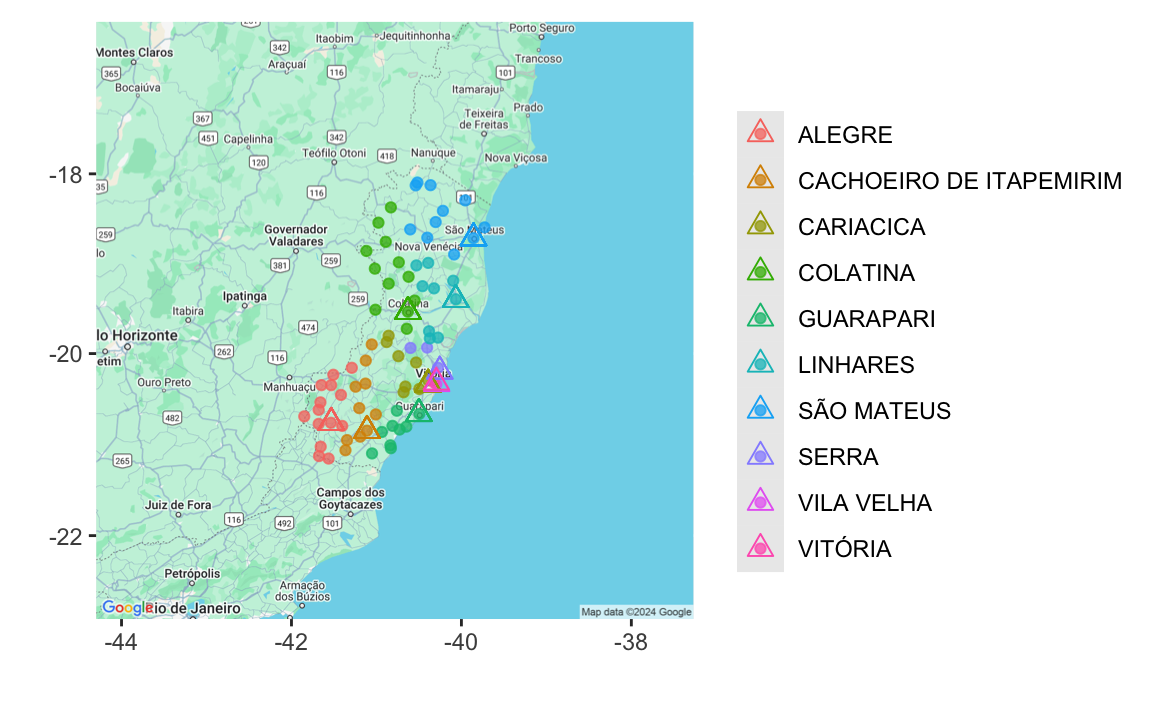 Porto Seguro
Itaobim
Jequitinhonha
342
Montes Claros
Araçuaí
116
101
Trancoso
365
Bocaiúva
Itamaraju
Prado
367
Teixeira
de Freitas
451
Capelinha
342
120
Teófilo Otoni
418
Nanuque
Nova Viçosa
-18
35
116
101
259
Governador
Valadares
São Mateus
lo
Nova Venécia
381
259
Ipatinga
259
Itabira
474
lo Horizonte
-20
etim
262
116
Ouro Preto
Manhuaçu
Guarapari
482
265
Campos dos
Goytacazes
Juiz de Fora
116
492
101
-22
Petrópolis
Armação
dos Búzios
Google
io de Janeiro
Map data ©2024 Google
-44
-42
-40
-38
ALEGRE
CACHOEIRO DE ITAPEMIRIM
CARIACICA
COLATINA
GUARAPARI
LINHARES
SÃO MATEUS
SERRA
VILA VELHA
VITÓRIA